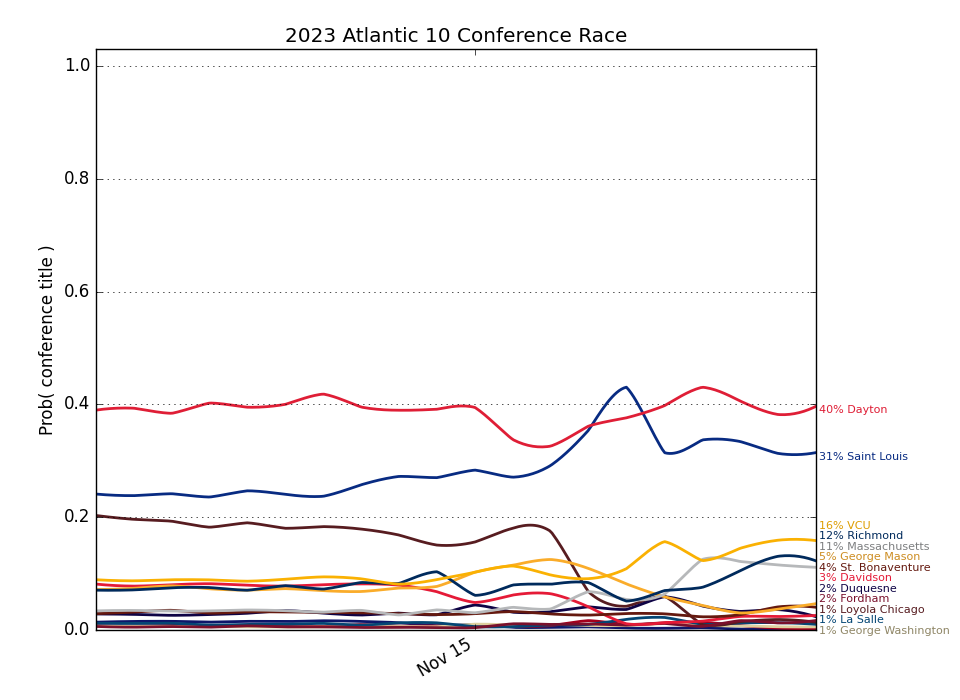 2023 Atlantic 10 Conference Race
Prob( conference title )
1.0
0.8
0.6
0.4
0.2
0.0
Nov 15
40% Dayton
31% Saint Louis
16% VCU
12% Richmond
11% Massachusetts
5% George Mason
4% St. Bonaventure
3% Davidson
2% Duquesne
2% Fordham
1% Loyola Chicago
1% La Salle
1% George Washington